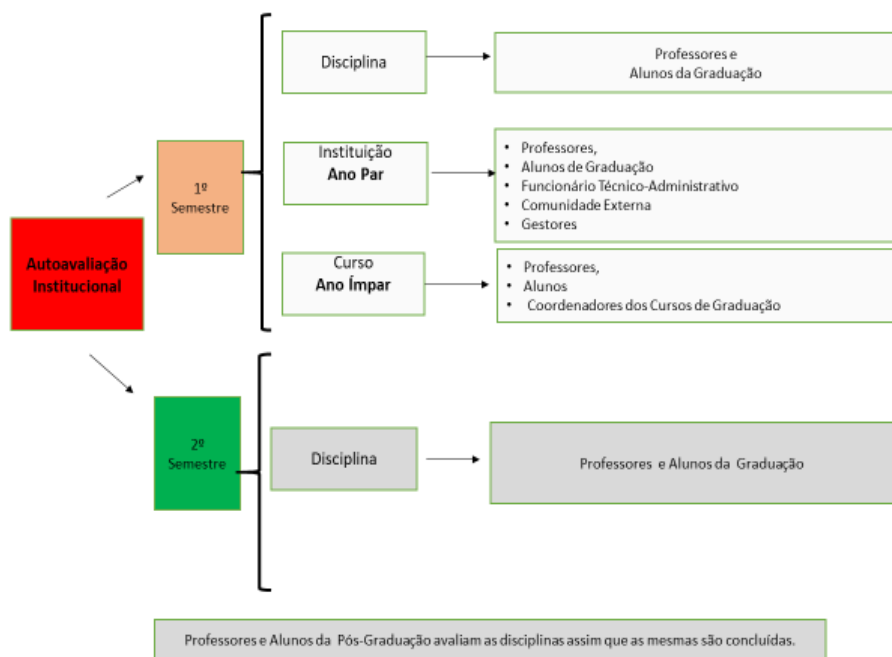 Autoavaliação
Institucional
1º
Semestre
Disciplina
Professores e
Alunos da Graduação
Instituição
Ano Par
• Professores,
• Alunos de Graduação
• Funcionário Técnico-Administrativo
• Comunidade Externa
• Gestores
Curso
Ano Ímpar
• Professores,
• Alunos
• Coordenadores dos Cursos de Graduação
2º
Semestre
Disciplina
Professores e Alunos da Graduação
Professores e Alunos da Pós-Graduação avaliam as disciplinas assim que as mesmas são concluídas.